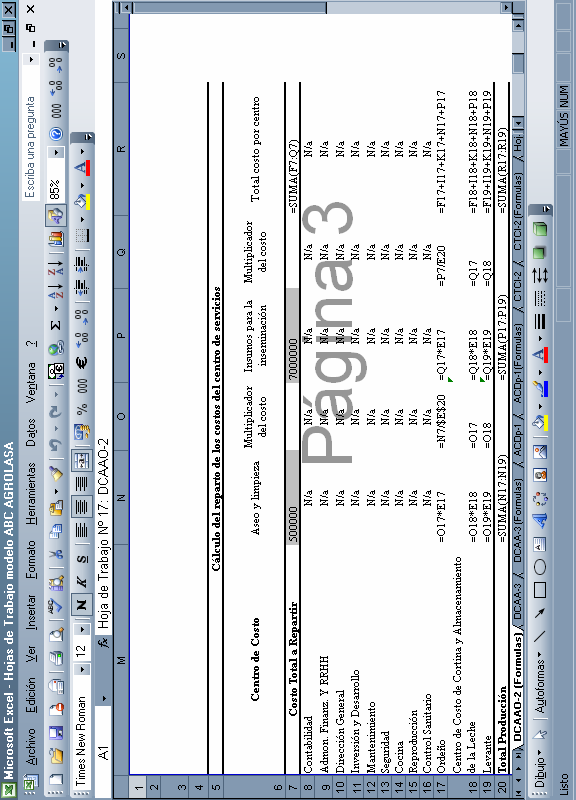 Microsoft Excel - Hojas de Trabajo modelo ABC AGROLASA
Archivo Edición Ver Insertar Formato Herramientas Datos Ventana ? Escriba una pregunta
85%
Times New Roman 12 N K S % 000 €
A1 fx Hoja de Trabajo Nº 17: DCAAO-2
M N O P Q R S
1
2
3
4
5 Cálculo del reparto de los costos del centro de servicios
6 Centro de Costo Aseo y limpieza Multiplicador del costo Insumos para la inseminación Multiplicador del costo Total costo por centro
7 Costo Total a Repartir 500000 7000000 =SUMA(F7:Q7)
8 Contabilidad N/a N/a N/a N/a N/a
9 Admon. Finanz. Y RRHH N/a N/a N/a N/a N/a
10 Dirección General N/a N/a N/a N/a N/a
11 Inversión y Desarrollo N/a N/a N/a N/a N/a
12 Mantenimiento N/a N/a N/a N/a N/a
13 Seguridad N/a N/a N/a N/a N/a
14 Cocina N/a N/a N/a N/a N/a
15 Reproducción N/a N/a N/a N/a N/a
16 Control Sanitario N/a N/a N/a N/a N/a
17 Ordeño =O17*E17 =N7/$E$20 =Q17*E17 =P7/E20 =F17+I17+K17+N17+P17
Centro de Costo de Cortina y Almacenamiento
18 de la Leche =O18*E18 =O17 =Q18*E18 =Q17 =F18+I18+K18+N18+P18
19 Levante =O19*E19 =O18 =Q19*E19 =Q18 =F19+I19+K19+N19+P19
20 Total Producción =SUMA(N17:N19) =SUMA(P17:P19) =SUMA(R17:R19)
Página 3
DCAAO-2 (Formulas) DCAA-3 DCAA-3 (Formulas) ACDp-1 ACDp-1 (Formulas) CTCI-2 CTCI-2 (Formulas) Hoj
Dibujo Autoformas
Listo MAYÚS NUM